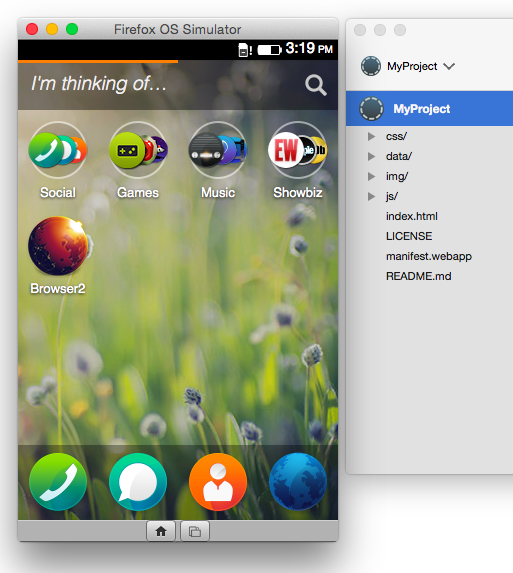 Firefox OS Simulator
3:19 PM
I'm thinking of...
EW
Social
Games
Music
Showbiz
Browser2
MyProject
MyProject
css/
data/
img/
js/
index.html
LICENSE
manifest.webapp
README.md